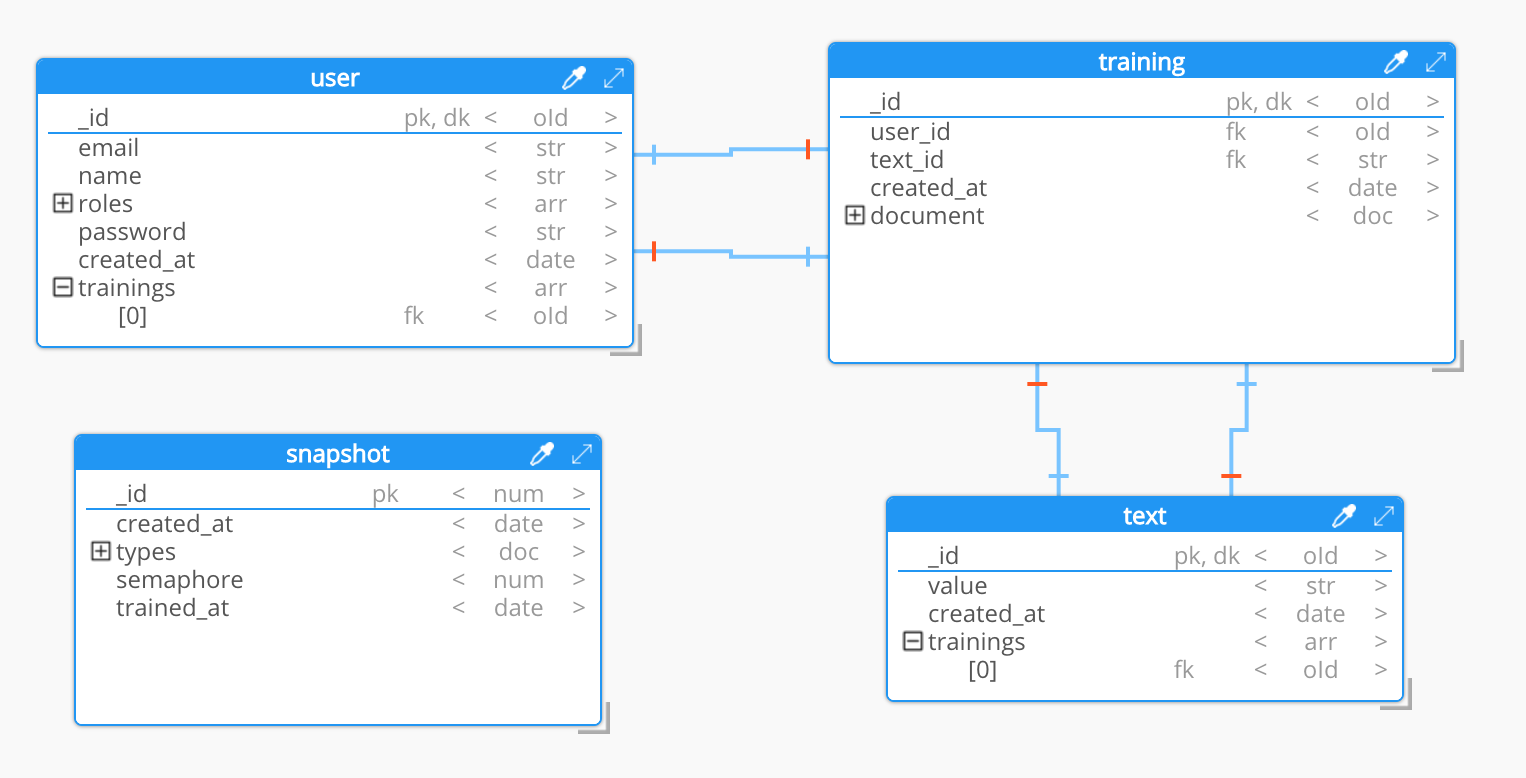 user
_id pk, dk < oId >
email < str >
name < str >
roles < arr >
password < str >
created_at < date >
trainings < arr >
[0] fk < oId >
training
_id pk, dk < oId >
user_id fk < oId >
text_id fk < str >
created_at < date >
document < doc >
snapshot
_id pk < num >
created_at < date >
types < doc >
semaphore < num >
trained_at < date >
text
_id pk, dk < oId >
value < str >
created_at < date >
trainings < arr >
[0] fk < oId >